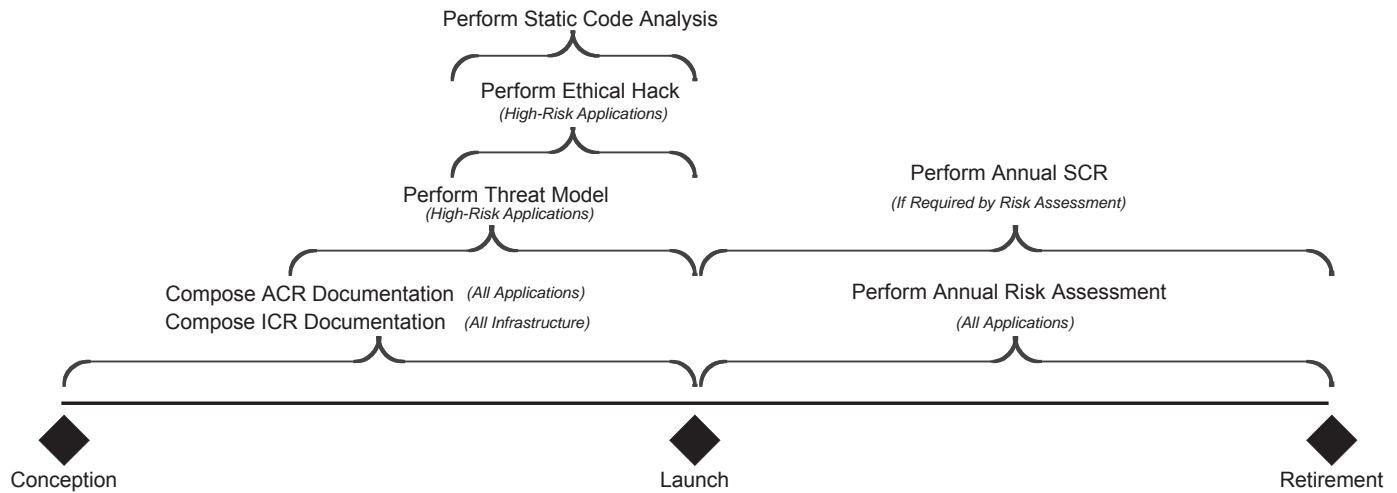 Perform Static Code Analysis
Perform Ethical Hack
(High-Risk Applications)
Perform Threat Model
(High-Risk Applications)
Perform Annual SCR
(If Required by Risk Assessment)
Compose ACR Documentation (All Applications)
Compose ICR Documentation (All Infrastructure)
Perform Annual Risk Assessment
(All Applications)
Conception
Launch
Retirement